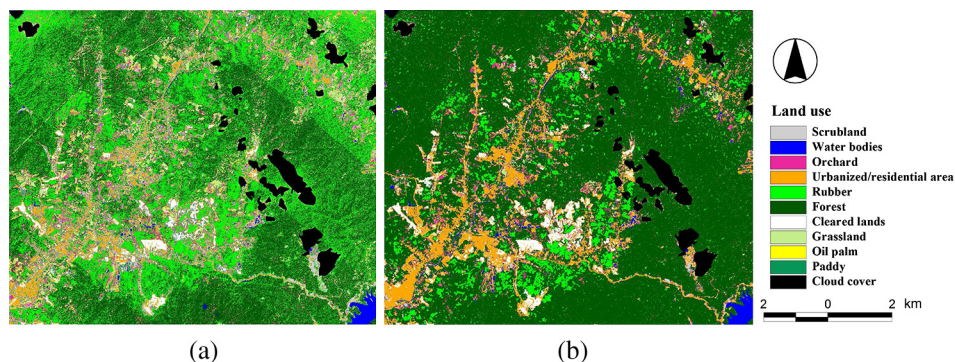 Land use
Scrubland
Water bodies
Orchard
Urbanized/residential area
Rubber
Forest
Cleared lands
Grassland
Oil palm
Paddy
Cloud cover
2 0 2 km
(a) (b)